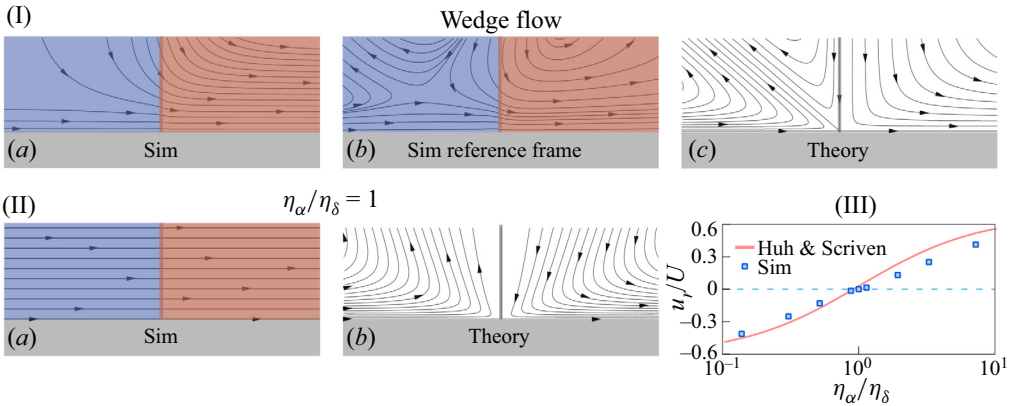 (I)
Wedge flow
(a)
Sim
(b)
Sim reference frame
(c)
Theory
(II)
ηα/ηδ = 1
(a)
Sim
(b)
Theory
(III)
Huh & Scriven
Sim
0.6
0.3
0
−0.3
−0.6
ur/U
10⁻¹
10⁰
10¹
ηα/ηδ